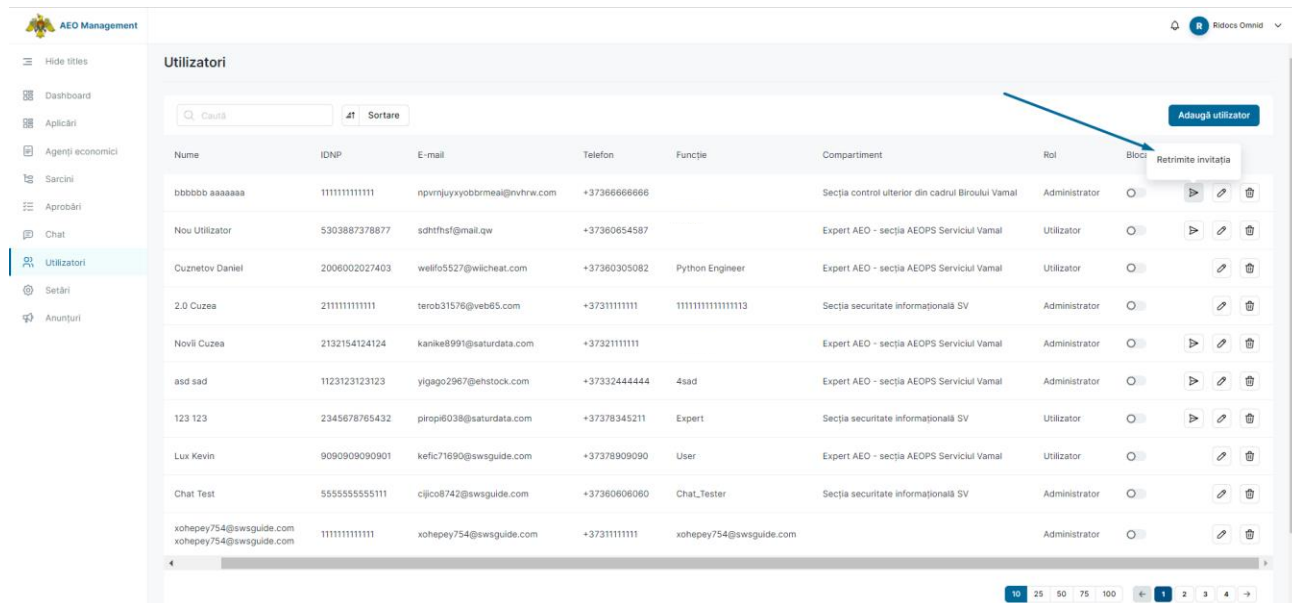 AEO Management
R Ridocs Omnid
Hide titles
Utilizatori
Dashboard
Aplicări
Agenți economici
Sarcini
Aprobări
Chat
Utilizatori
Setări
Anunțuri
Caută Sortare Adaugă utilizator
Nume IDNP E-mail Telefon Funcție Compartiment Rol Bloca
Retrimite invitația
bbbbbb aaaaaaa 1111111111111 npvrnjuyxyobbrmeai@nvhrw.com +37366666666 Secția control ulterior din cadrul Biroului Vamal Administrator
Nou Utilizator 5303887378877 sdhtfhsf@mail.qw +37360654587 Expert AEO - secția AEOPS Serviciul Vamal Utilizator
Cuznetov Daniel 2006002027403 welifo5527@wiicheat.com +37360305082 Python Engineer Expert AEO - secția AEOPS Serviciul Vamal Utilizator
2.0 Cuzea 2111111111111 terob31576@veb65.com +37311111111 11111111111111113 Secția securitate informațională SV Administrator
Novîi Cuzea 2132154124124 kanike8991@saturdata.com +37321111111 Expert AEO - secția AEOPS Serviciul Vamal Administrator
asd sad 1123123123123 yigago2967@ehstock.com +37332444444 4sad Expert AEO - secția AEOPS Serviciul Vamal Administrator
123 123 2345678765432 piropi6038@saturdata.com +37378345211 Expert Secția securitate informațională SV Utilizator
Lux Kevin 9090909090901 kefic71690@swsguide.com +37378909090 User Expert AEO - secția AEOPS Serviciul Vamal Utilizator
Chat Test 5555555555111 cijico8742@swsguide.com +37360606060 Chat_Tester Secția securitate informațională SV Administrator
xohepey754@swsguide.com
xohepey754@swsguide.com 1111111111111 xohepey754@swsguide.com +37311111111 xohepey754@swsguide.com Administrator
10 25 50 75 100 1 2 3 4